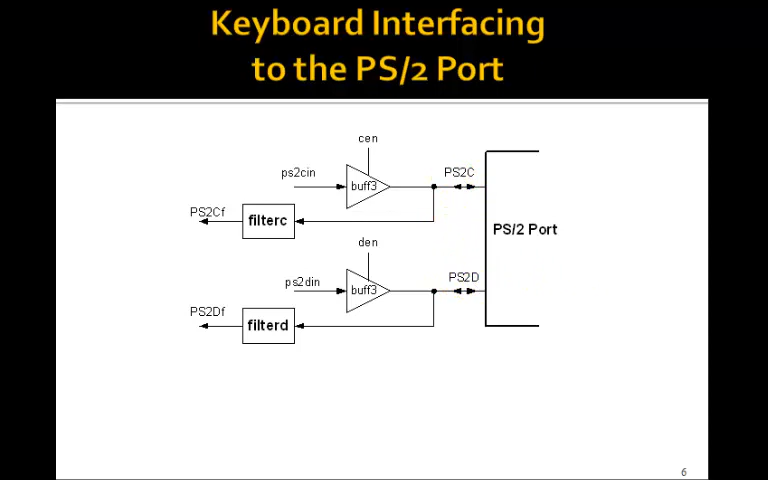 Keyboard Interfacing
to the PS/2 Port
cen
ps2cin
buff3
PS2C
PS2Cf
filterc
PS/2 Port
den
ps2din
buff3
PS2D
PS2Df
filterd
6